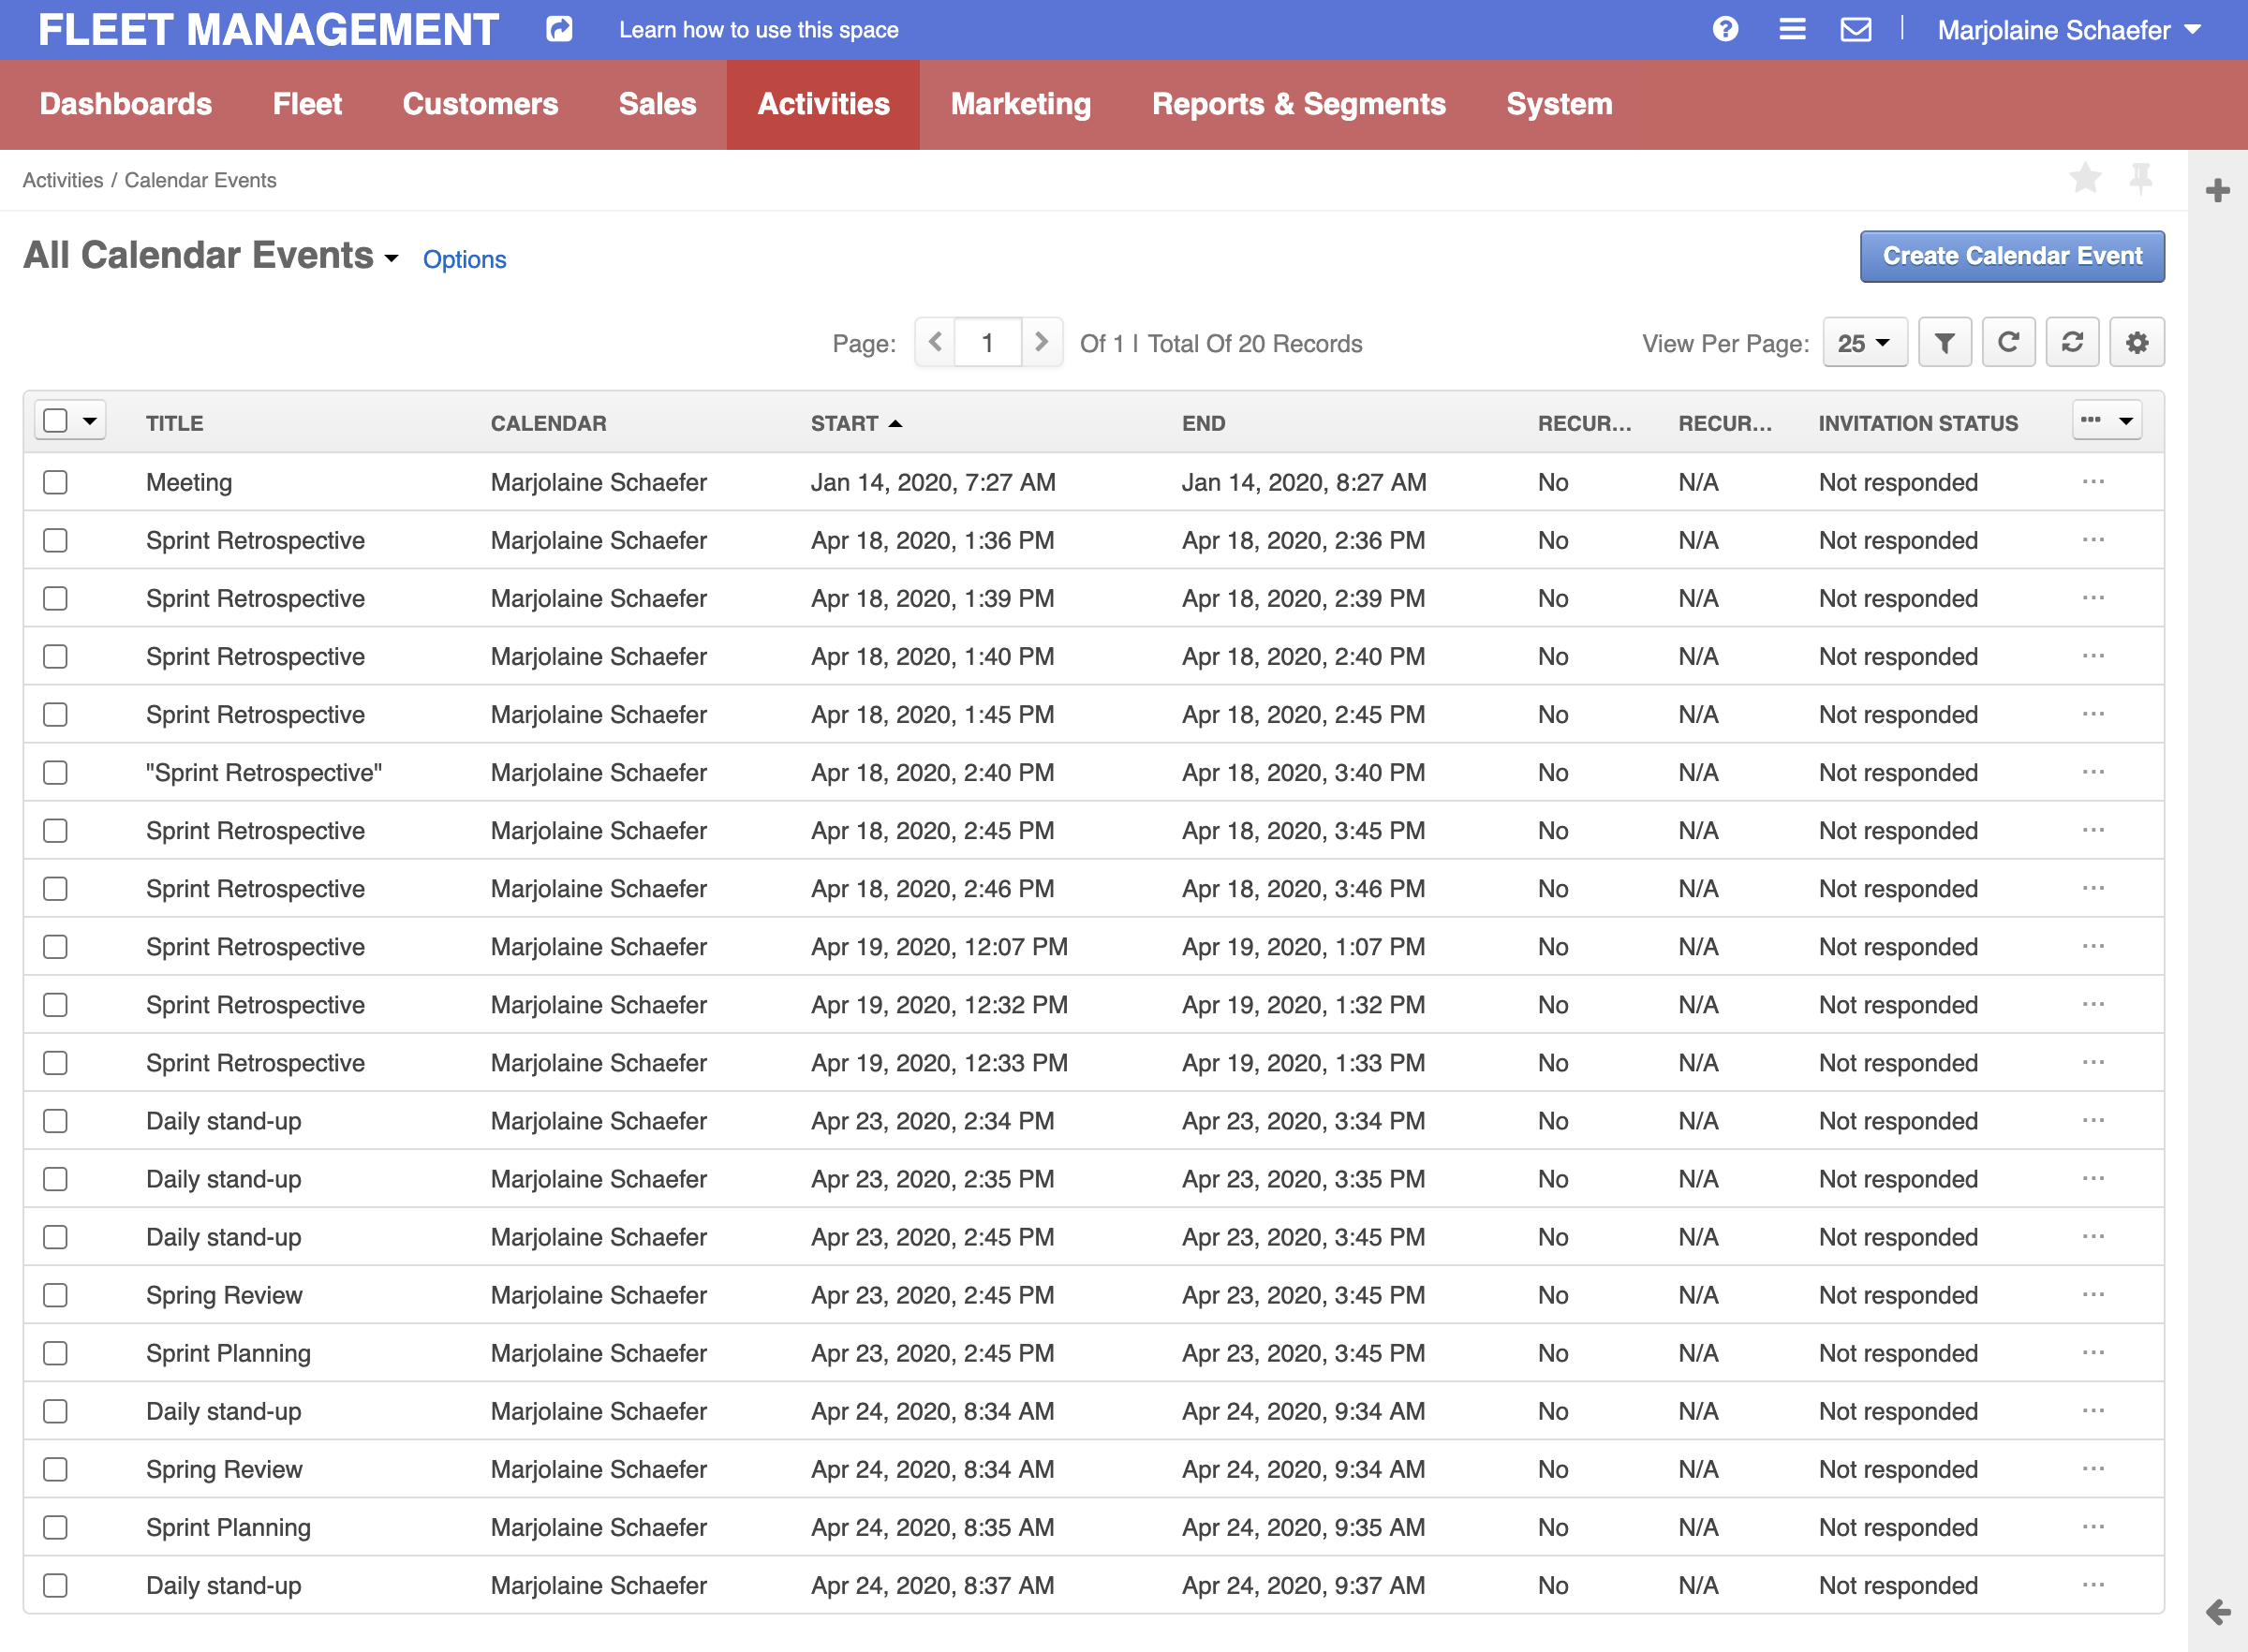 FLEET MANAGEMENT Learn how to use this space Marjolaine Schaefer
Dashboards Fleet Customers Sales Activities Marketing Reports & Segments System
Activities / Calendar Events
All Calendar Events Options Create Calendar Event
Page: 1 Of 1 | Total Of 20 Records View Per Page: 25
TITLE CALENDAR START END RECUR... RECUR... INVITATION STATUS
Meeting Marjolaine Schaefer Jan 14, 2020, 7:27 AM Jan 14, 2020, 8:27 AM No N/A Not responded
Sprint Retrospective Marjolaine Schaefer Apr 18, 2020, 1:36 PM Apr 18, 2020, 2:36 PM No N/A Not responded
Sprint Retrospective Marjolaine Schaefer Apr 18, 2020, 1:39 PM Apr 18, 2020, 2:39 PM No N/A Not responded
Sprint Retrospective Marjolaine Schaefer Apr 18, 2020, 1:40 PM Apr 18, 2020, 2:40 PM No N/A Not responded
Sprint Retrospective Marjolaine Schaefer Apr 18, 2020, 1:45 PM Apr 18, 2020, 2:45 PM No N/A Not responded
"Sprint Retrospective" Marjolaine Schaefer Apr 18, 2020, 2:40 PM Apr 18, 2020, 3:40 PM No N/A Not responded
Sprint Retrospective Marjolaine Schaefer Apr 18, 2020, 2:45 PM Apr 18, 2020, 3:45 PM No N/A Not responded
Sprint Retrospective Marjolaine Schaefer Apr 18, 2020, 2:46 PM Apr 18, 2020, 3:46 PM No N/A Not responded
Sprint Retrospective Marjolaine Schaefer Apr 19, 2020, 12:07 PM Apr 19, 2020, 1:07 PM No N/A Not responded
Sprint Retrospective Marjolaine Schaefer Apr 19, 2020, 12:32 PM Apr 19, 2020, 1:32 PM No N/A Not responded
Sprint Retrospective Marjolaine Schaefer Apr 19, 2020, 12:33 PM Apr 19, 2020, 1:33 PM No N/A Not responded
Daily stand-up Marjolaine Schaefer Apr 23, 2020, 2:34 PM Apr 23, 2020, 3:34 PM No N/A Not responded
Daily stand-up Marjolaine Schaefer Apr 23, 2020, 2:35 PM Apr 23, 2020, 3:35 PM No N/A Not responded
Daily stand-up Marjolaine Schaefer Apr 23, 2020, 2:45 PM Apr 23, 2020, 3:45 PM No N/A Not responded
Spring Review Marjolaine Schaefer Apr 23, 2020, 2:45 PM Apr 23, 2020, 3:45 PM No N/A Not responded
Sprint Planning Marjolaine Schaefer Apr 23, 2020, 2:45 PM Apr 23, 2020, 3:45 PM No N/A Not responded
Daily stand-up Marjolaine Schaefer Apr 24, 2020, 8:34 AM Apr 24, 2020, 9:34 AM No N/A Not responded
Spring Review Marjolaine Schaefer Apr 24, 2020, 8:34 AM Apr 24, 2020, 9:34 AM No N/A Not responded
Sprint Planning Marjolaine Schaefer Apr 24, 2020, 8:35 AM Apr 24, 2020, 9:35 AM No N/A Not responded
Daily stand-up Marjolaine Schaefer Apr 24, 2020, 8:37 AM Apr 24, 2020, 9:37 AM No N/A Not responded